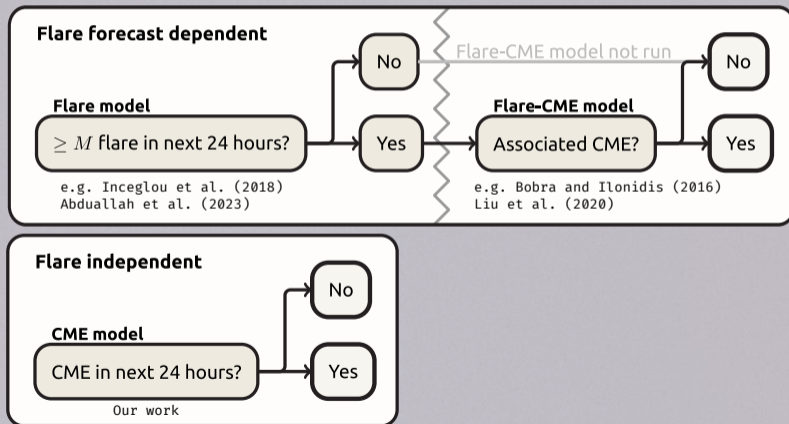 Flare forecast dependent
No
Flare-CME model not run
No
Flare model
Flare-CME model
≥ M flare in next 24 hours?
Yes
Associated CME?
Yes
e.g. Inceglou et al. (2018)
Abduallah et al. (2023)
e.g. Bobra and Ilonidis (2016)
Liu et al. (2020)
Flare independent
No
CME model
CME in next 24 hours?
Yes
Our work